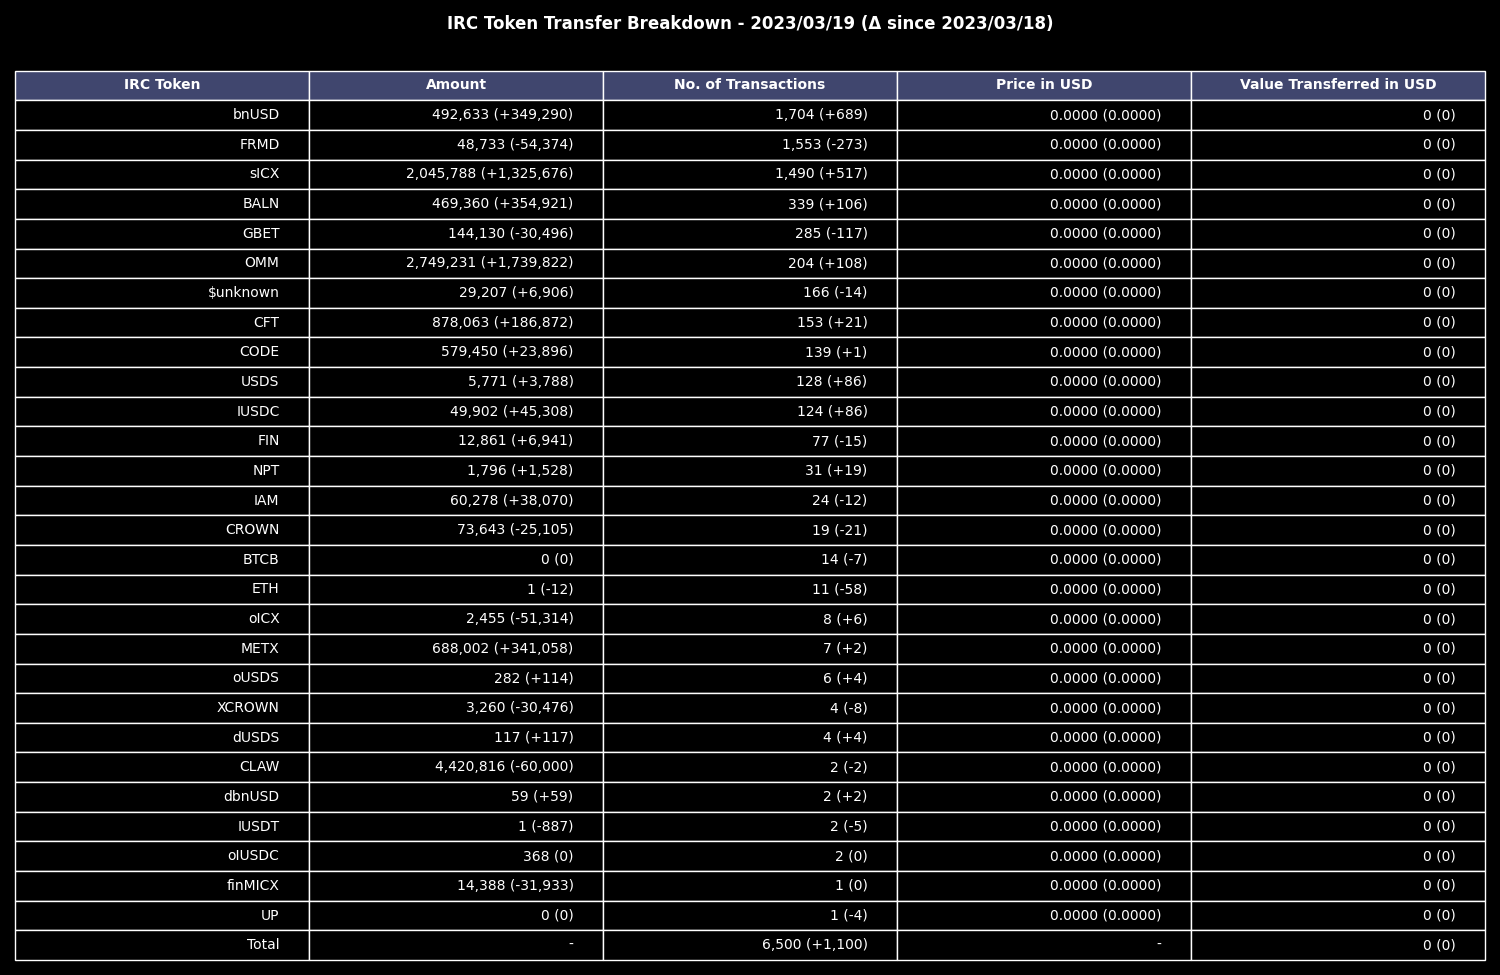 IRC Token Transfer Breakdown - 2023/03/19 (Δ since 2023/03/18)
IRC Token Amount No. of Transactions Price in USD Value Transferred in USD
bnUSD 492,633 (+349,290) 1,704 (+689) 0.0000 (0.0000) 0 (0)
FRMD 48,733 (-54,374) 1,553 (-273) 0.0000 (0.0000) 0 (0)
sICX 2,045,788 (+1,325,676) 1,490 (+517) 0.0000 (0.0000) 0 (0)
BALN 469,360 (+354,921) 339 (+106) 0.0000 (0.0000) 0 (0)
GBET 144,130 (-30,496) 285 (-117) 0.0000 (0.0000) 0 (0)
OMM 2,749,231 (+1,739,822) 204 (+108) 0.0000 (0.0000) 0 (0)
$unknown 29,207 (+6,906) 166 (-14) 0.0000 (0.0000) 0 (0)
CFT 878,063 (+186,872) 153 (+21) 0.0000 (0.0000) 0 (0)
CODE 579,450 (+23,896) 139 (+1) 0.0000 (0.0000) 0 (0)
USDS 5,771 (+3,788) 128 (+86) 0.0000 (0.0000) 0 (0)
IUSDC 49,902 (+45,308) 124 (+86) 0.0000 (0.0000) 0 (0)
FIN 12,861 (+6,941) 77 (-15) 0.0000 (0.0000) 0 (0)
NPT 1,796 (+1,528) 31 (+19) 0.0000 (0.0000) 0 (0)
IAM 60,278 (+38,070) 24 (-12) 0.0000 (0.0000) 0 (0)
CROWN 73,643 (-25,105) 19 (-21) 0.0000 (0.0000) 0 (0)
BTCB 0 (0) 14 (-7) 0.0000 (0.0000) 0 (0)
ETH 1 (-12) 11 (-58) 0.0000 (0.0000) 0 (0)
oICX 2,455 (-51,314) 8 (+6) 0.0000 (0.0000) 0 (0)
METX 688,002 (+341,058) 7 (+2) 0.0000 (0.0000) 0 (0)
oUSDS 282 (+114) 6 (+4) 0.0000 (0.0000) 0 (0)
XCROWN 3,260 (-30,476) 4 (-8) 0.0000 (0.0000) 0 (0)
dUSDS 117 (+117) 4 (+4) 0.0000 (0.0000) 0 (0)
CLAW 4,420,816 (-60,000) 2 (-2) 0.0000 (0.0000) 0 (0)
dbnUSD 59 (+59) 2 (+2) 0.0000 (0.0000) 0 (0)
IUSDT 1 (-887) 2 (-5) 0.0000 (0.0000) 0 (0)
oIUSDC 368 (0) 2 (0) 0.0000 (0.0000) 0 (0)
finMICX 14,388 (-31,933) 1 (0) 0.0000 (0.0000) 0 (0)
UP 0 (0) 1 (-4) 0.0000 (0.0000) 0 (0)
Total - 6,500 (+1,100) - 0 (0)